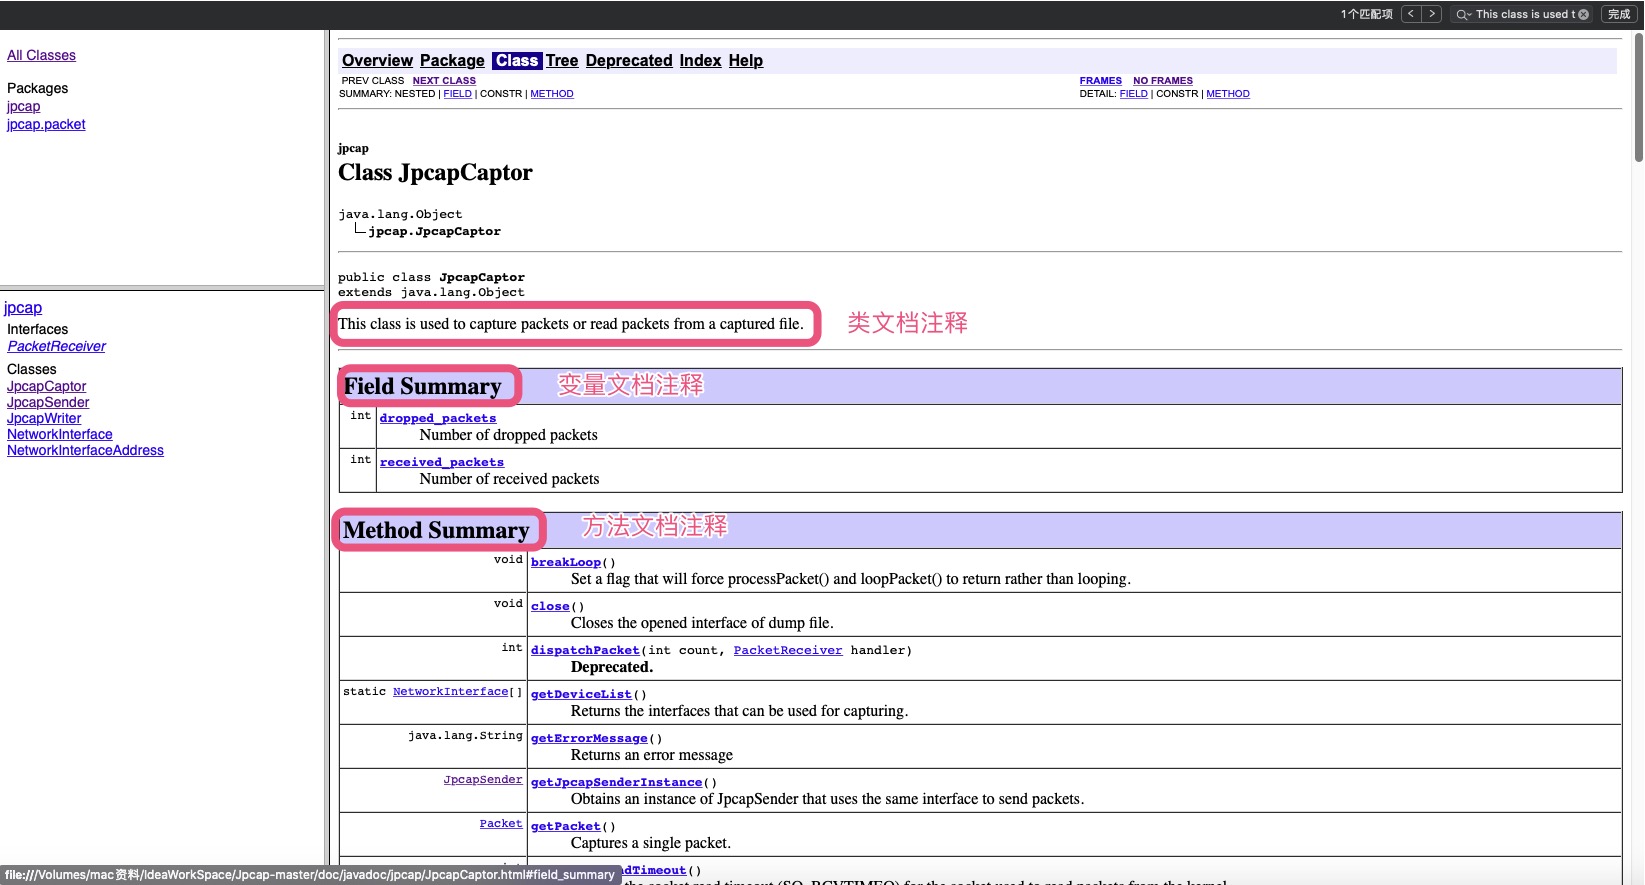 1个匹配项 < > This class is used t 完成
All Classes
Packages
jpcap
jpcap.packet
jpcap
Interfaces
PacketReceiver
Classes
JpcapCaptor
JpcapSender
JpcapWriter
NetworkInterface
NetworkInterfaceAddress
Overview Package Class Tree Deprecated Index Help
PREV CLASS NEXT CLASS FRAMES NO FRAMES
SUMMARY: NESTED | FIELD | CONSTR | METHOD DETAIL: FIELD | CONSTR | METHOD
jpcap
Class JpcapCaptor
java.lang.Object
jpcap.JpcapCaptor
public class JpcapCaptor
extends java.lang.Object
This class is used to capture packets or read packets from a captured file. 类文档注释
Field Summary 变量文档注释
int dropped_packets
Number of dropped packets
int received_packets
Number of received packets
Method Summary 方法文档注释
void breakLoop()
Set a flag that will force processPacket() and loopPacket() to return rather than looping.
void close()
Closes the opened interface of dump file.
int dispatchPacket(int count, PacketReceiver handler)
Deprecated.
static NetworkInterface[] getDeviceList()
Returns the interfaces that can be used for capturing.
java.lang.String getErrorMessage()
Returns an error message
JpcapSender getJpcapSenderInstance()
Obtains an instance of JpcapSender that uses the same interface to send packets.
Packet getPacket()
Captures a single packet.
dTimeout()
file:///Volumes/mac资料/IdeaWorkSpace/Jpcap-master/doc/javadoc/jpcap/JpcapCaptor.html#field_summary